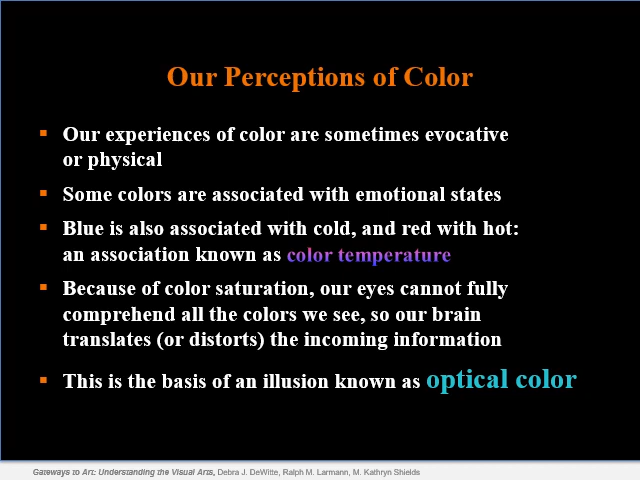 Our Perceptions of Color
▪ Our experiences of color are sometimes evocative
or physical
▪ Some colors are associated with emotional states
▪ Blue is also associated with cold, and red with hot:
an association known as color temperature
▪ Because of color saturation, our eyes cannot fully
comprehend all the colors we see, so our brain
translates (or distorts) the incoming information
▪ This is the basis of an illusion known as optical color
Gateways to Art: Understanding the Visual Arts, Debra J. DeWitte, Ralph M. Larmann, M. Kathryn Shields